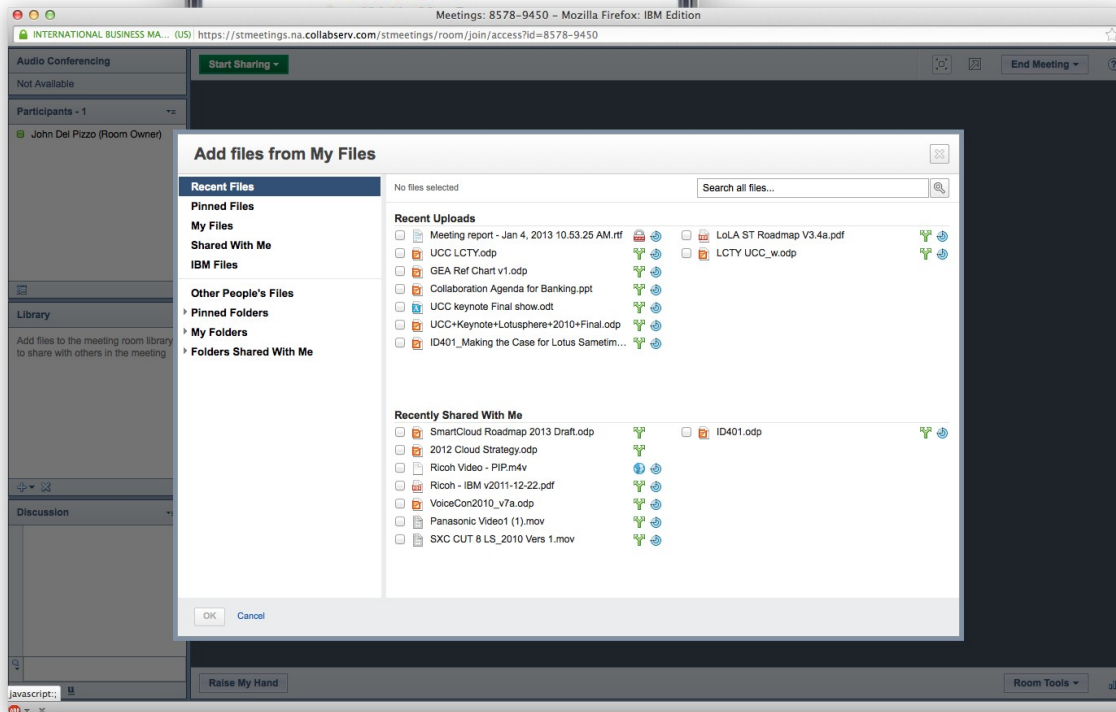 Meetings: 8578-9450 - Mozilla Firefox: IBM Edition
INTERNATIONAL BUSINESS MA... (US) https://stmeetings.na.collabserv.com/stmeetings/room/join/access?id=8578-9450
Audio Conferencing
Not Available
Start Sharing
End Meeting
Participants - 1
John Del Pizzo (Room Owner)
Library
Add files to the meeting room library
to share with others in the meeting
Discussion
Add files from My Files
Recent Files
Pinned Files
My Files
Shared With Me
IBM Files
Other People's Files
Pinned Folders
My Folders
Folders Shared With Me
No files selected
Search all files...
Recent Uploads
Meeting report - Jan 4, 2013 10.53.25 AM.rtf
UCC LCTY.odp
GEA Ref Chart v1.odp
Collaboration Agenda for Banking.ppt
UCC keynote Final show.odt
UCC+Keynote+Lotusphere+2010+Final.odp
ID401_Making the Case for Lotus Sametim...
LoLA ST Roadmap V3.4a.pdf
LCTY UCC_w.odp
Recently Shared With Me
SmartCloud Roadmap 2013 Draft.odp
2012 Cloud Strategy.odp
Ricoh Video - PIP.m4v
Ricoh - IBM v2011-12-22.pdf
VoiceCon2010_v7a.odp
Panasonic Video1 (1).mov
SXC CUT 8 LS_2010 Vers 1.mov
ID401.odp
OK
Cancel
Raise My Hand
Room Tools
javascript:;
u